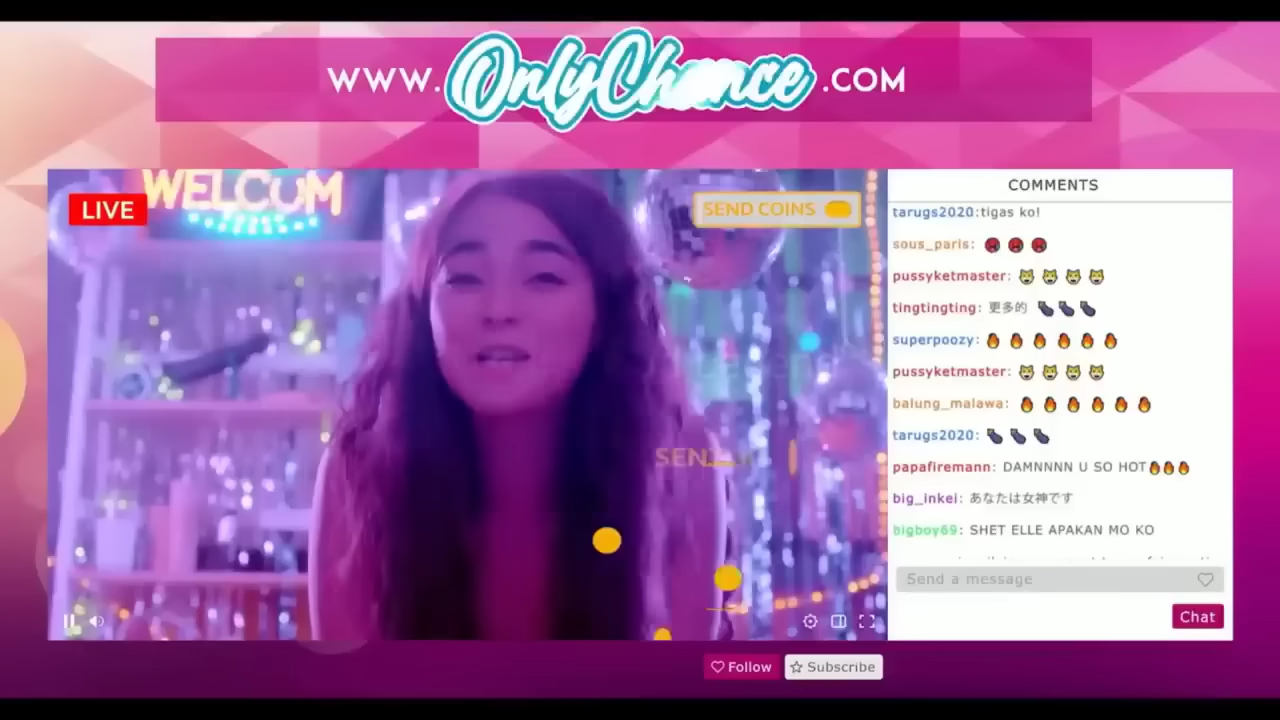 WWW.OnlyChance.COM
WELCUM
LIVE
SEND COINS
COMMENTS
tarugs2020:tigas ko!
sous_paris:
pussyketmaster:
tingtingting: 更多的
superpoozy:
pussyketmaster:
balung_malawa:
tarugs2020:
papafiremann: DAMNNNN U SO HOT
big_inkei: あなたは女神です
bigboy69: SHET ELLE APAKAN MO KO
SEN
Send a message
Chat
Follow
Subscribe